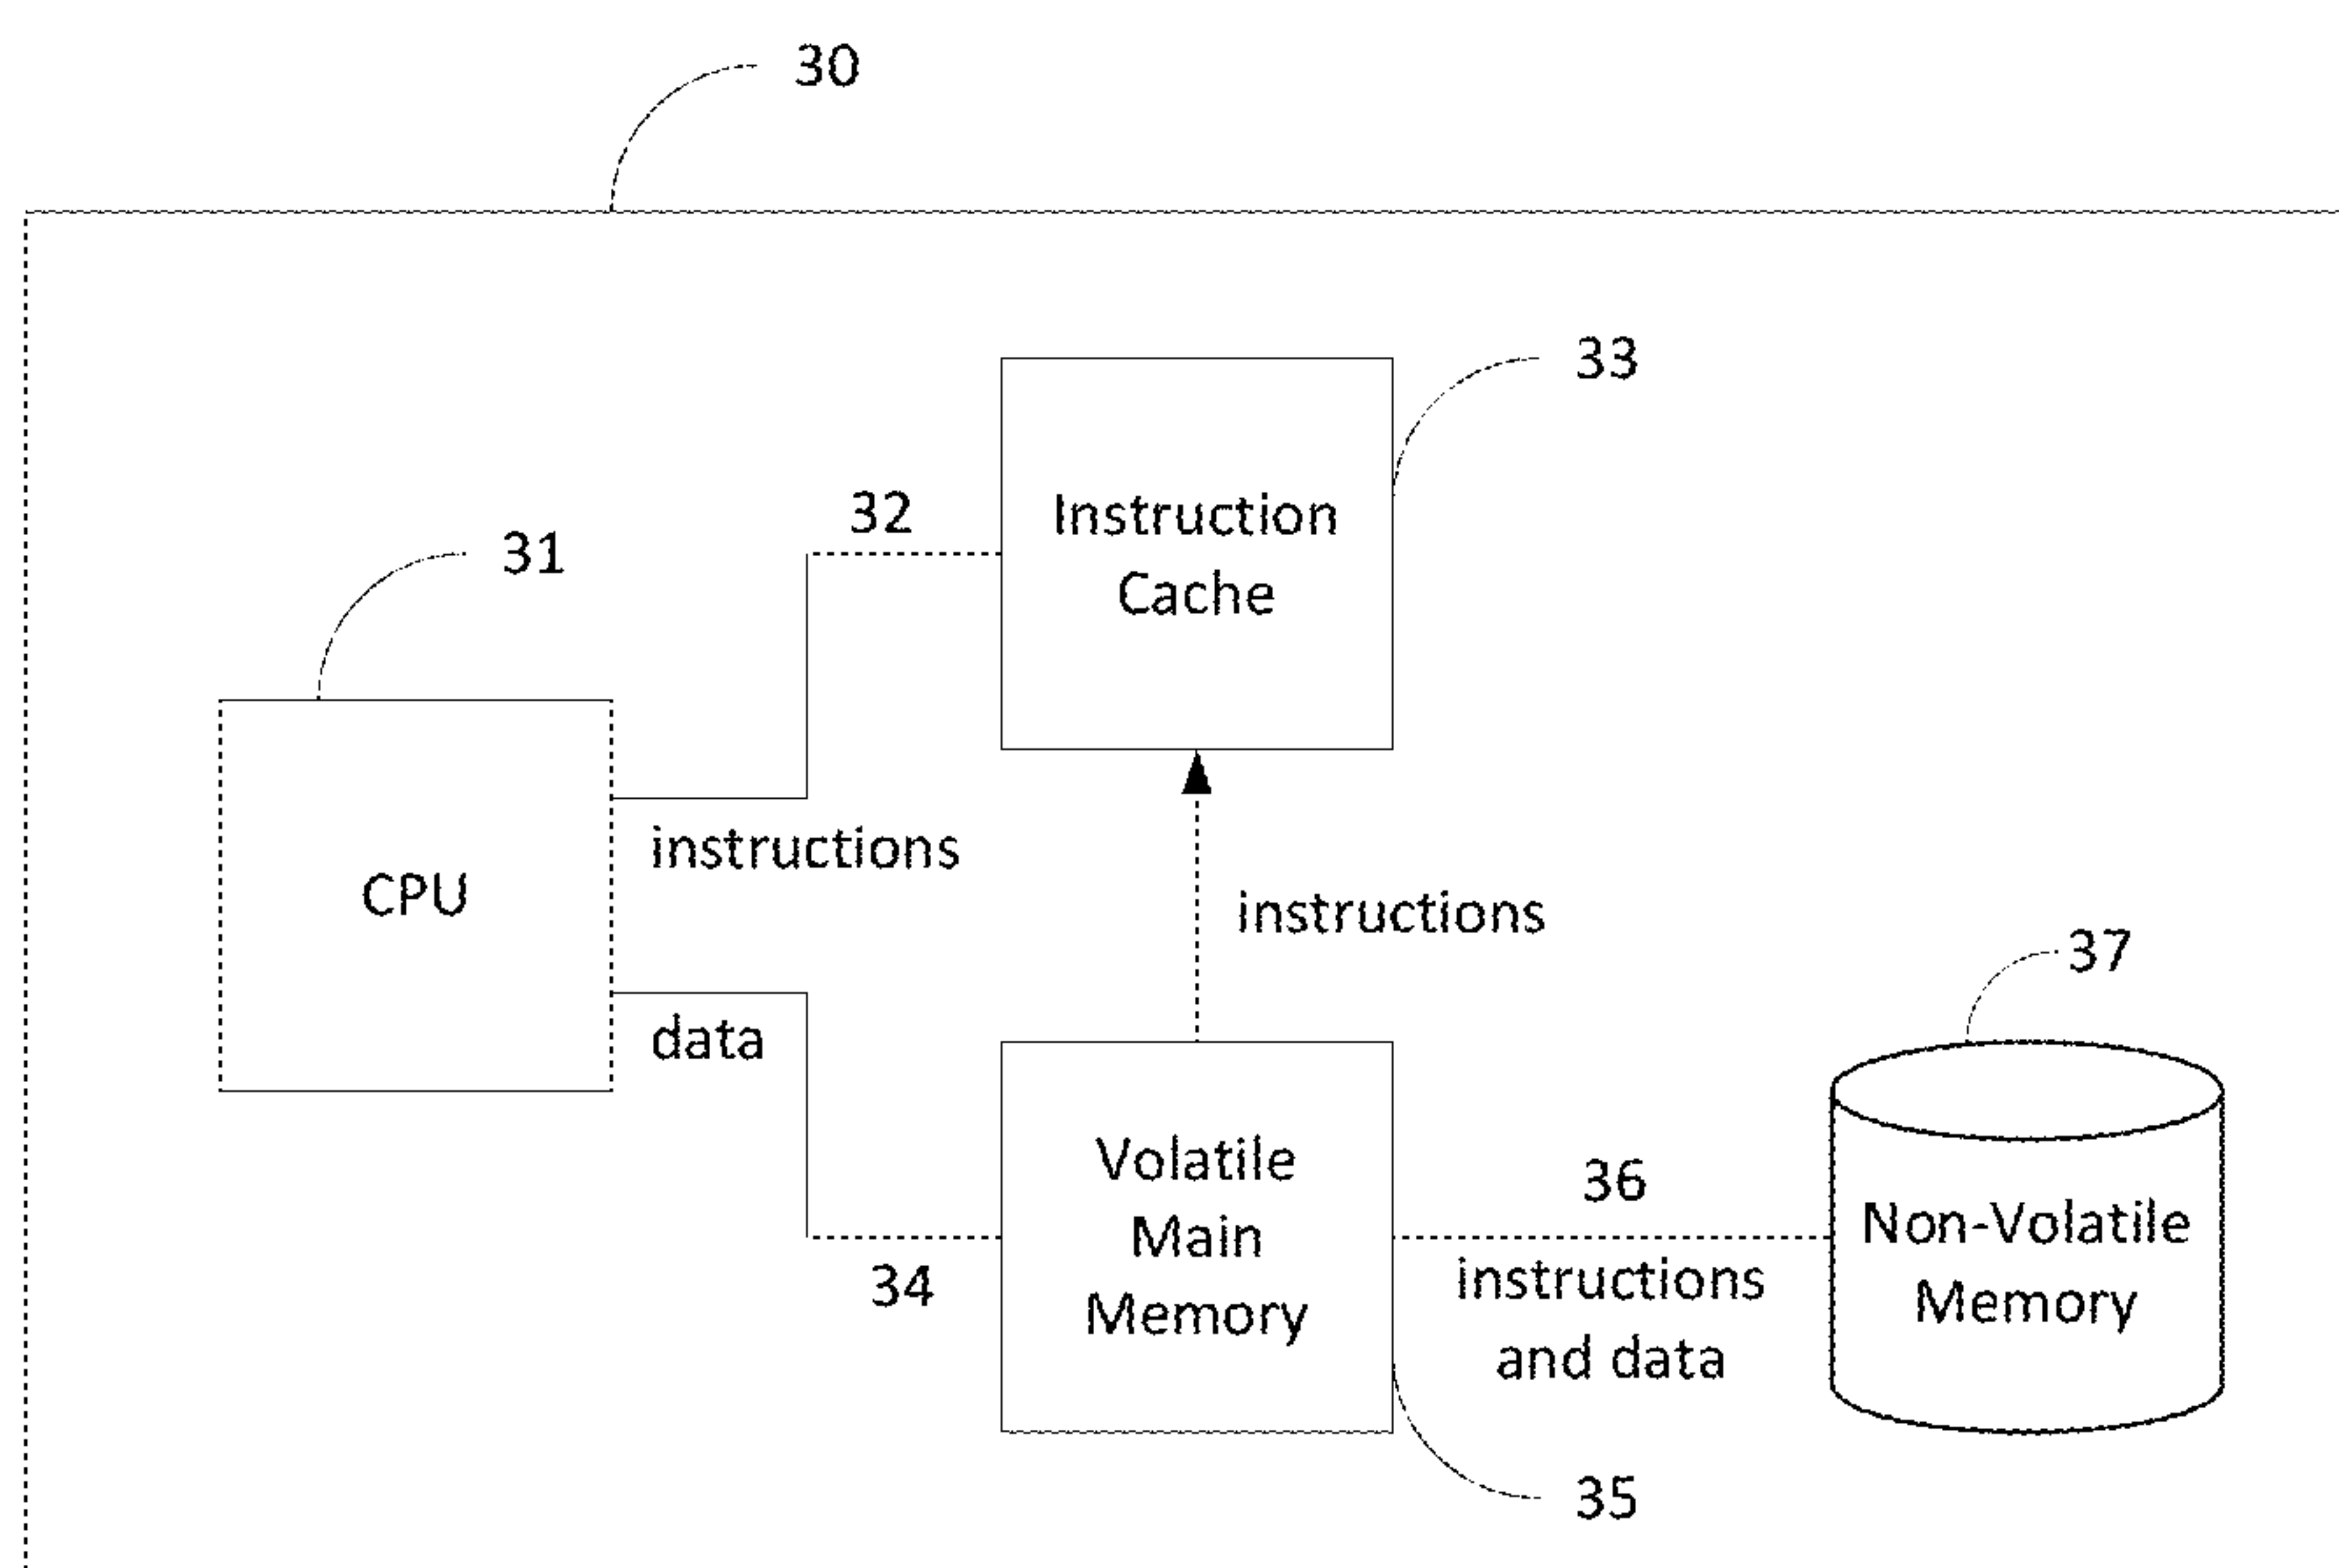 30
33
Instruction
Cache
32
31
CPU
instructions
data
instructions
37
Volatile
Main
Memory
34
36
instructions
and data
Non-Volatile
Memory
35